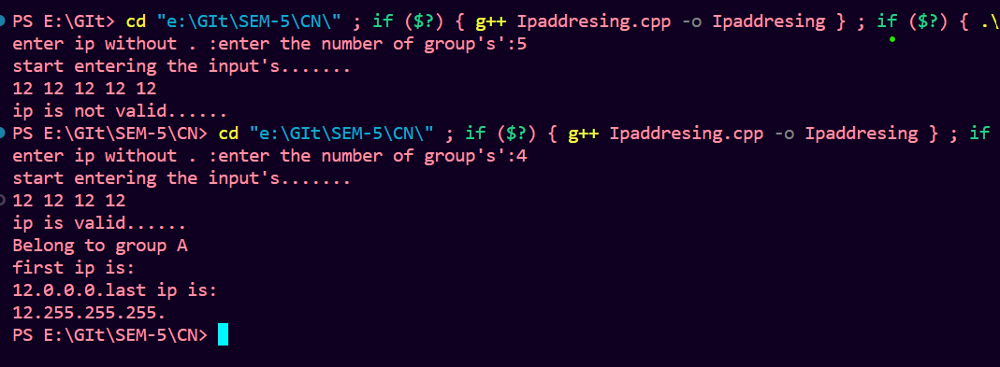 PS E:\GIt> cd "e:\GIt\SEM-5\CN\" ; if ($?) { g++ Ipaddresing.cpp -o Ipaddresing } ; if ($?) { .\
enter ip without . :enter the number of group's':5
start entering the input's.......
12 12 12 12 12
ip is not valid......
PS E:\GIt\SEM-5\CN> cd "e:\GIt\SEM-5\CN\" ; if ($?) { g++ Ipaddresing.cpp -o Ipaddresing } ; if
enter ip without . :enter the number of group's':4
start entering the input's.......
12 12 12 12
ip is valid......
Belong to group A
first ip is:
12.0.0.0.last ip is:
12.255.255.255.
PS E:\GIt\SEM-5\CN>